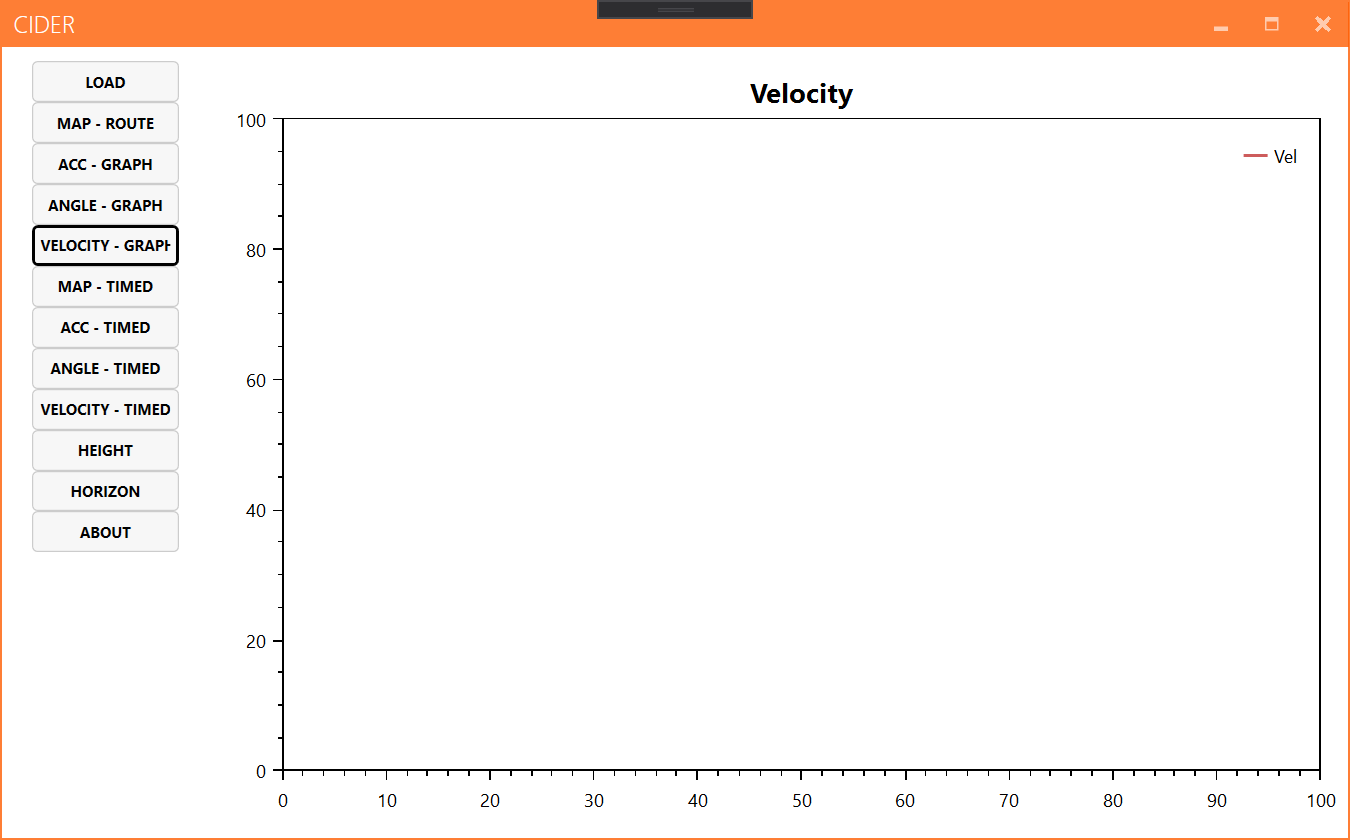 CIDER
LOAD
MAP - ROUTE
ACC - GRAPH
ANGLE - GRAPH
VELOCITY - GRAPH
MAP - TIMED
ACC - TIMED
ANGLE - TIMED
VELOCITY - TIMED
HEIGHT
HORIZON
ABOUT
Velocity
Vel
100
80
60
40
20
0
0 10 20 30 40 50 60 70 80 90 100